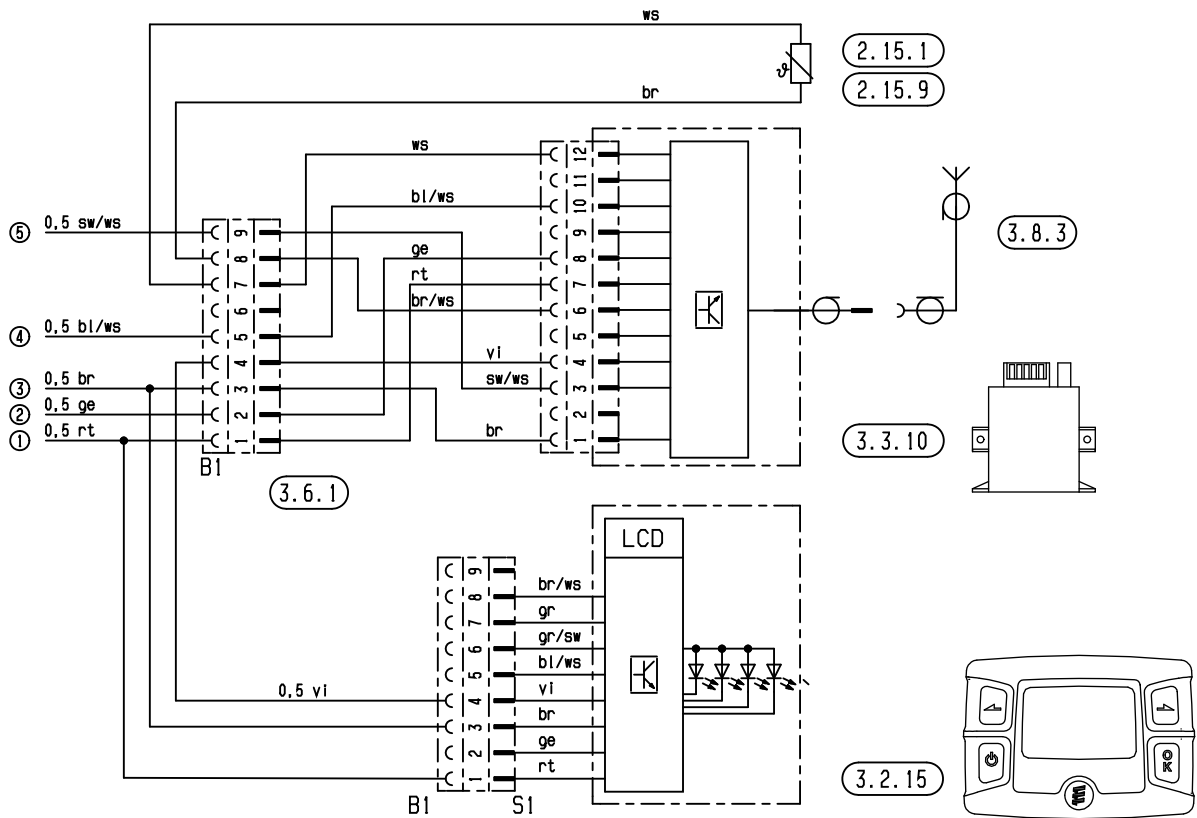 ws
2.15.1
br
2.15.9
ws
12
11
bl/ws
10
⑤ 0,5 sw/ws
9
9
3.8.3
8
ge
8
7
rt
7
6
br/ws
6
④ 0,5 bl/ws
5
5
4
vi
4
③ 0,5 br
3
sw/ws
3
② 0,5 ge
2
2
① 0,5 rt
1
br
1
3.3.10
B1
3.6.1
LCD
9
8
br/ws
7
gr
6
gr/sw
5
bl/ws
0,5 vi
4
vi
3
br
2
ge
1
rt
OK
3.2.15
B1
S1